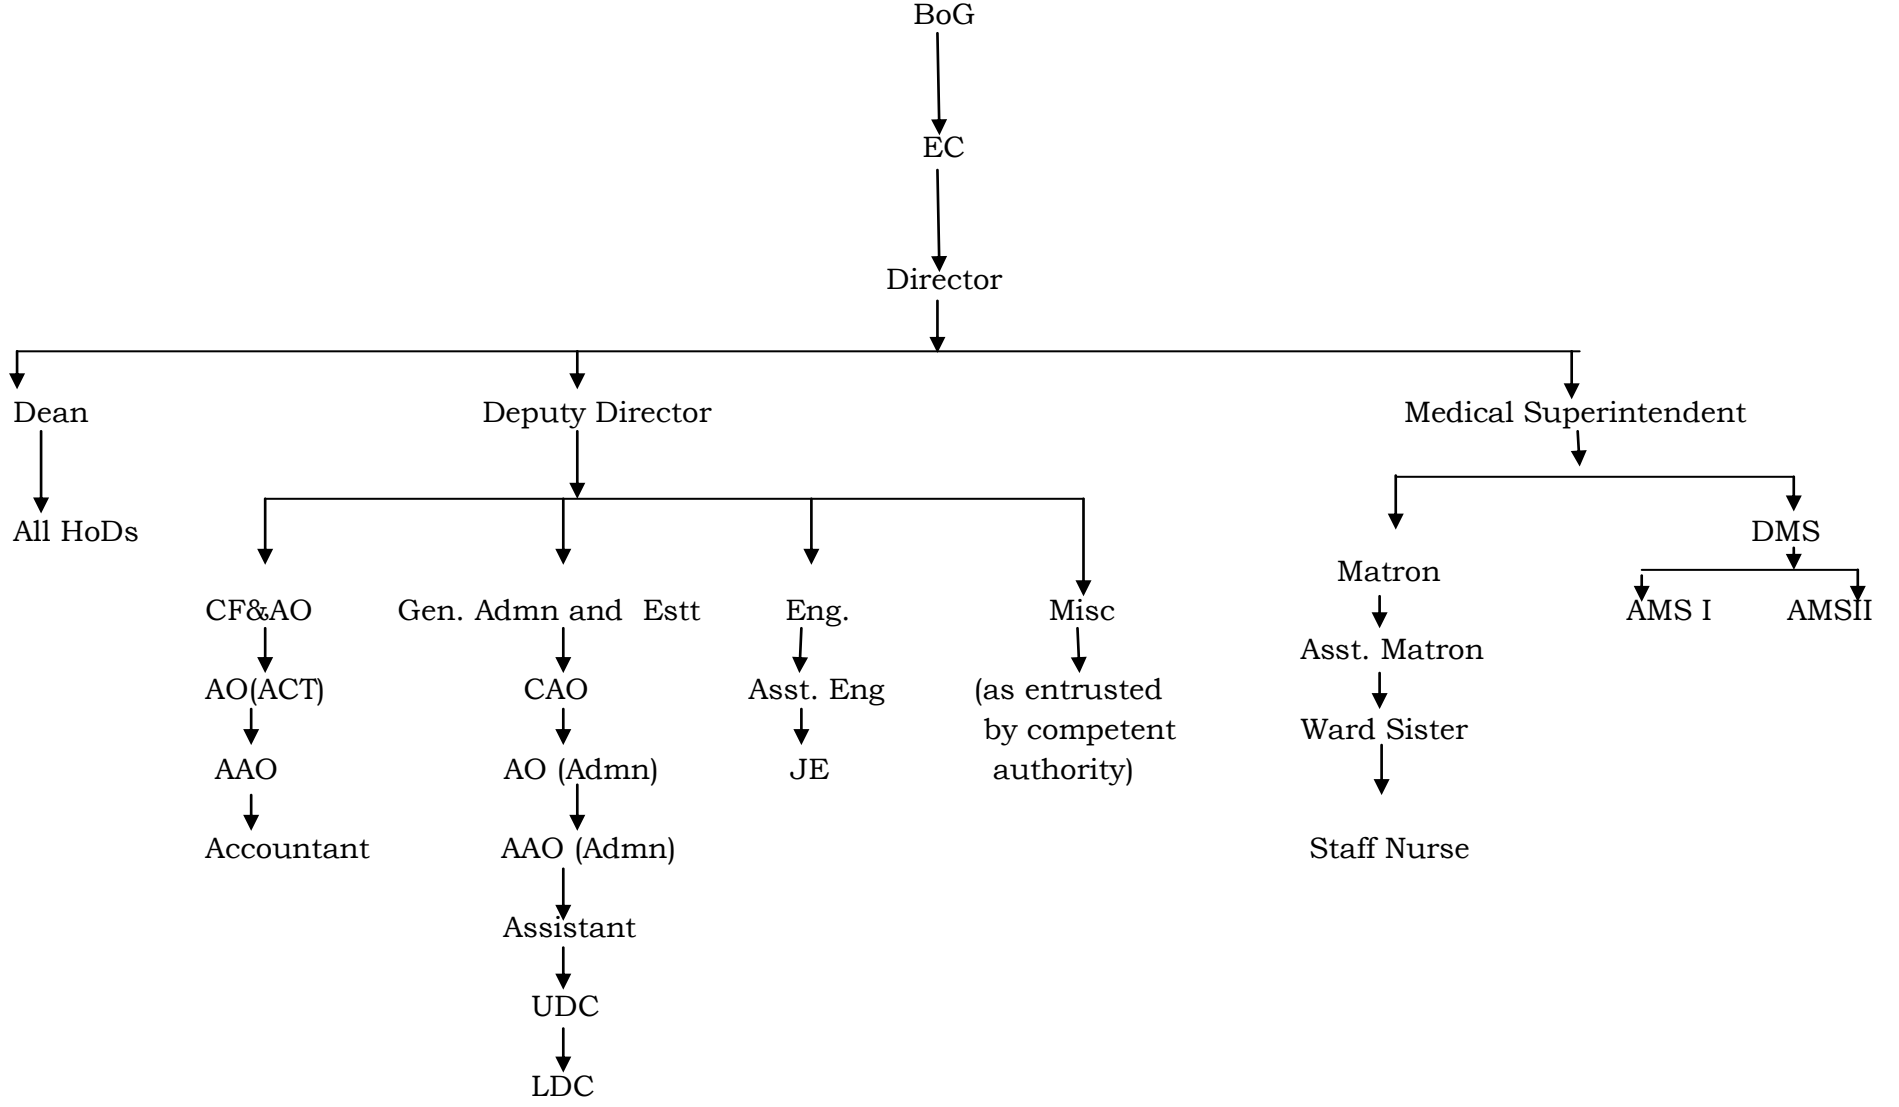 BoG
EC
Director
Dean
Deputy Director
Medical Superintendent
All HoDs
DMS
Matron
CF&AO
Gen. Admn and Estt
Eng.
Misc
AMS I
AMSII
Asst. Matron
AO(ACT)
CAO
Asst. Eng
(as entrusted
by competent
authority)
Ward Sister
AAO
AO (Admn)
JE
Accountant
AAO (Admn)
Staff Nurse
Assistant
UDC
LDC